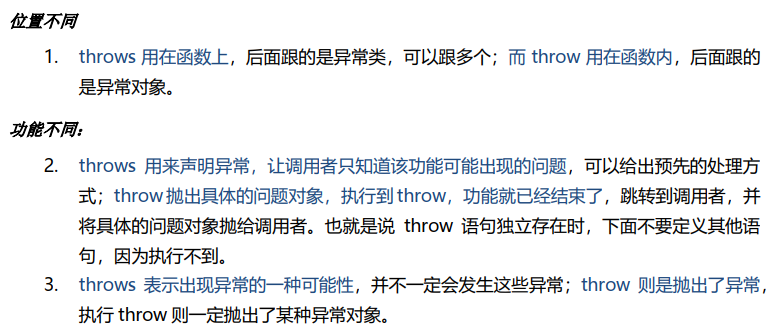 位置不同
1. throws 用在函数上，后面跟的是异常类，可以跟多个；而 throw 用在函数内，后面跟的
是异常对象。
功能不同：
2. throws 用来声明异常，让调用者只知道该功能可能出现的问题，可以给出预先的处理方
式；throw 抛出具体的问题对象，执行到 throw，功能就已经结束了，跳转到调用者，并
将具体的问题对象抛给调用者。也就是说 throw 语句独立存在时，下面不要定义其他语
句，因为执行不到。
3. throws 表示出现异常的一种可能性，并不一定会发生这些异常；throw 则是抛出了异常，
执行 throw 则一定抛出了某种异常对象。